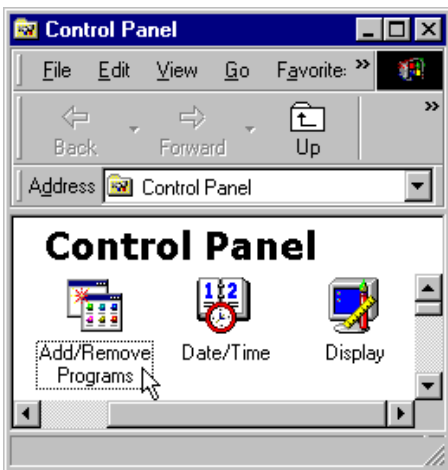 Control Panel
File Edit View Go Favorite: »
Back Forward Up »
Address Control Panel
Control Panel
Add/Remove Programs Date/Time Display